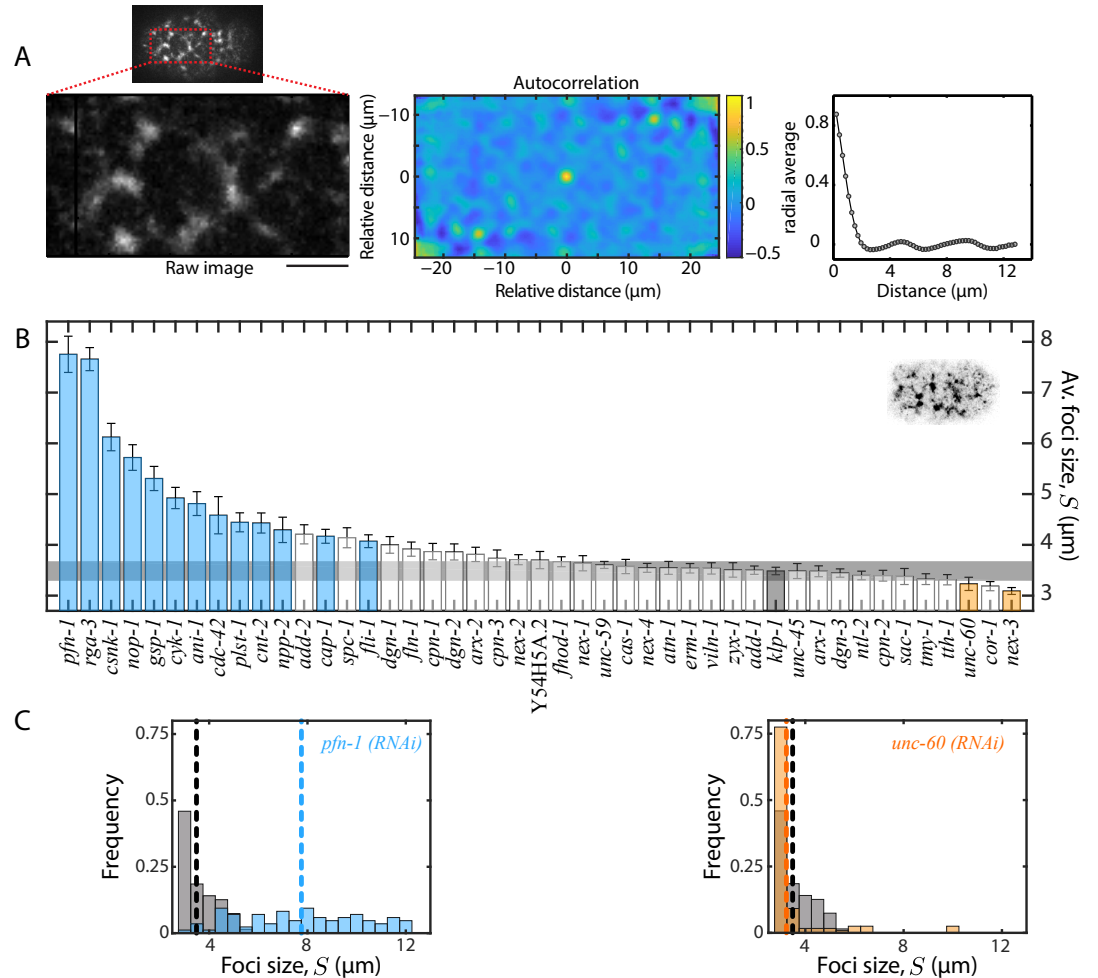 A
Raw image
Autocorrelation
Relative distance (μm)
−10
0
10
−20
−10
0
10
20
Relative distance (μm)
1
0.5
0
−0.5
radial average
0.8
0.4
0
0
4
8
12
Distance (μm)
B
8
7
6
5
4
3
Av. foci size, S (μm)
pfn-1
rga-3
csnk-1
nop-1
gsp-1
cyk-1
ani-1
cdc-42
plst-1
cnt-2
npp-2
add-2
cap-1
spc-1
fli-1
dgn-1
fln-1
cpn-1
dgn-2
arx-2
cpn-3
nex-2
Y54H5A.2
fhod-1
nex-1
unc-59
cas-1
nex-4
atn-1
erm-1
viln-1
zyx-1
add-1
klp-1
unc-45
arx-1
dgn-3
ntl-2
cpn-2
sac-1
tmy-1
tth-1
unc-60
cor-1
nex-3
C
pfn-1 (RNAi)
Frequency
0.75
0.5
0.25
0
4
8
12
Foci size, S (μm)
unc-60 (RNAi)
Frequency
0.75
0.5
0.25
0
4
8
12
Foci size, S (μm)